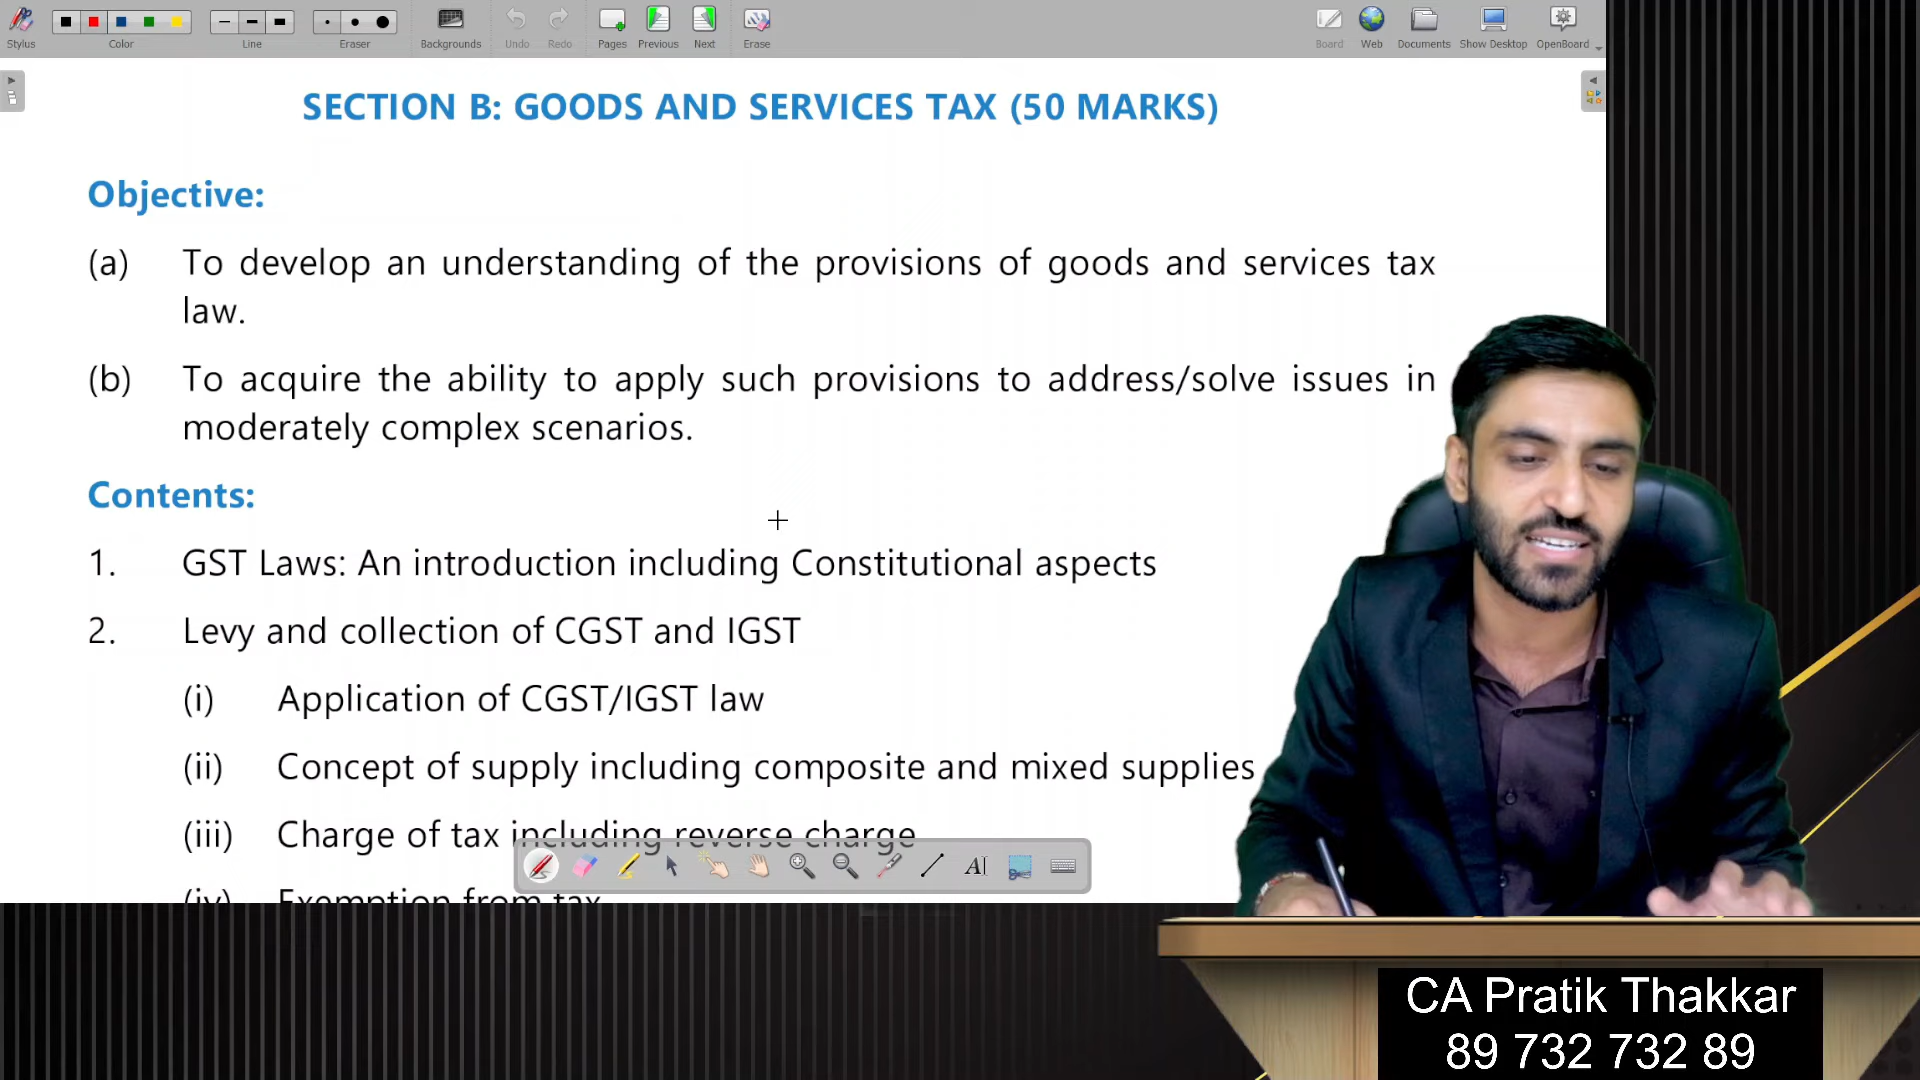 Stylus
Color
Line
Eraser
Backgrounds
Undo
Redo
Pages
Previous
Next
Erase
Board
Web
Documents
Show Desktop
OpenBoard
SECTION B: GOODS AND SERVICES TAX (50 MARKS)
Objective:
(a) To develop an understanding of the provisions of goods and services tax
law.
(b) To acquire the ability to apply such provisions to address/solve issues in
moderately complex scenarios.
Contents:
1. GST Laws: An introduction including Constitutional aspects
2. Levy and collection of CGST and IGST
(i) Application of CGST/IGST law
(ii) Concept of supply including composite and mixed supplies
(iii) Charge of tax including reverse charge
(iv) Exemption from tax
AI
CA Pratik Thakkar
89 732 732 89